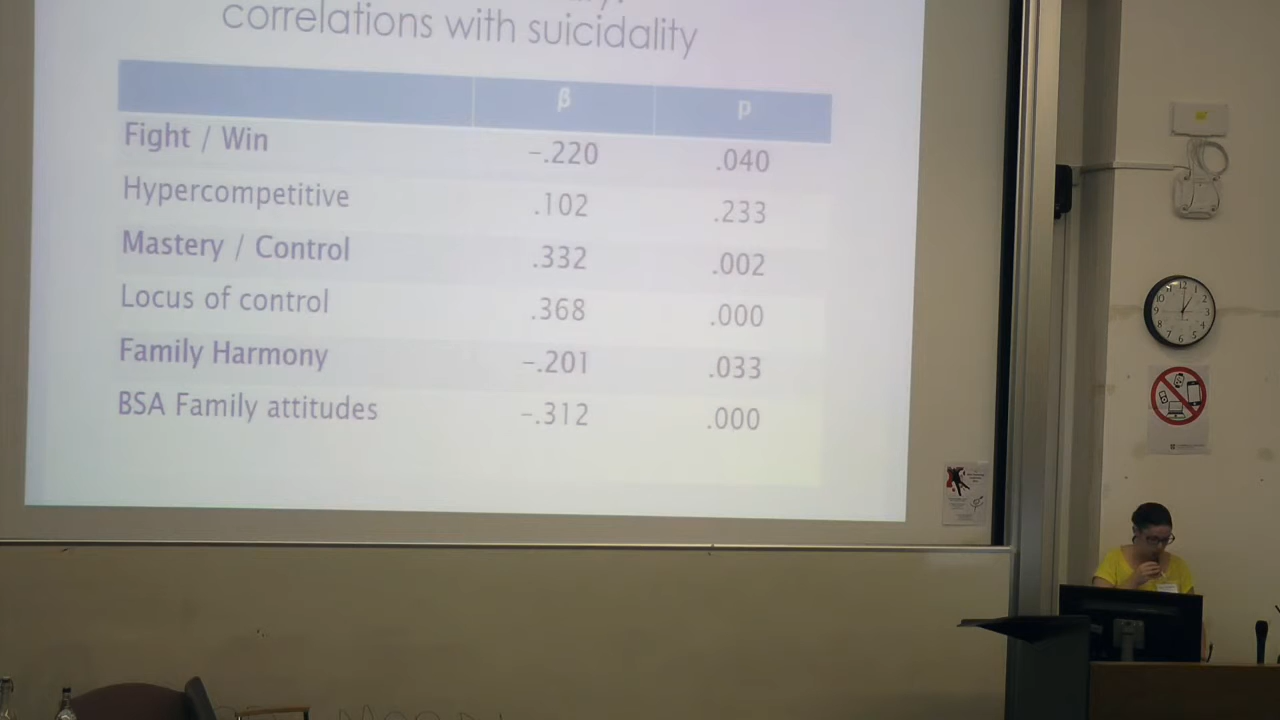 correlations with suicidality
β p
Fight / Win -.220 .040
Hypercompetitive .102 .233
Mastery / Control .332 .002
Locus of control .368 .000
Family Harmony -.201 .033
BSA Family attitudes -.312 .000